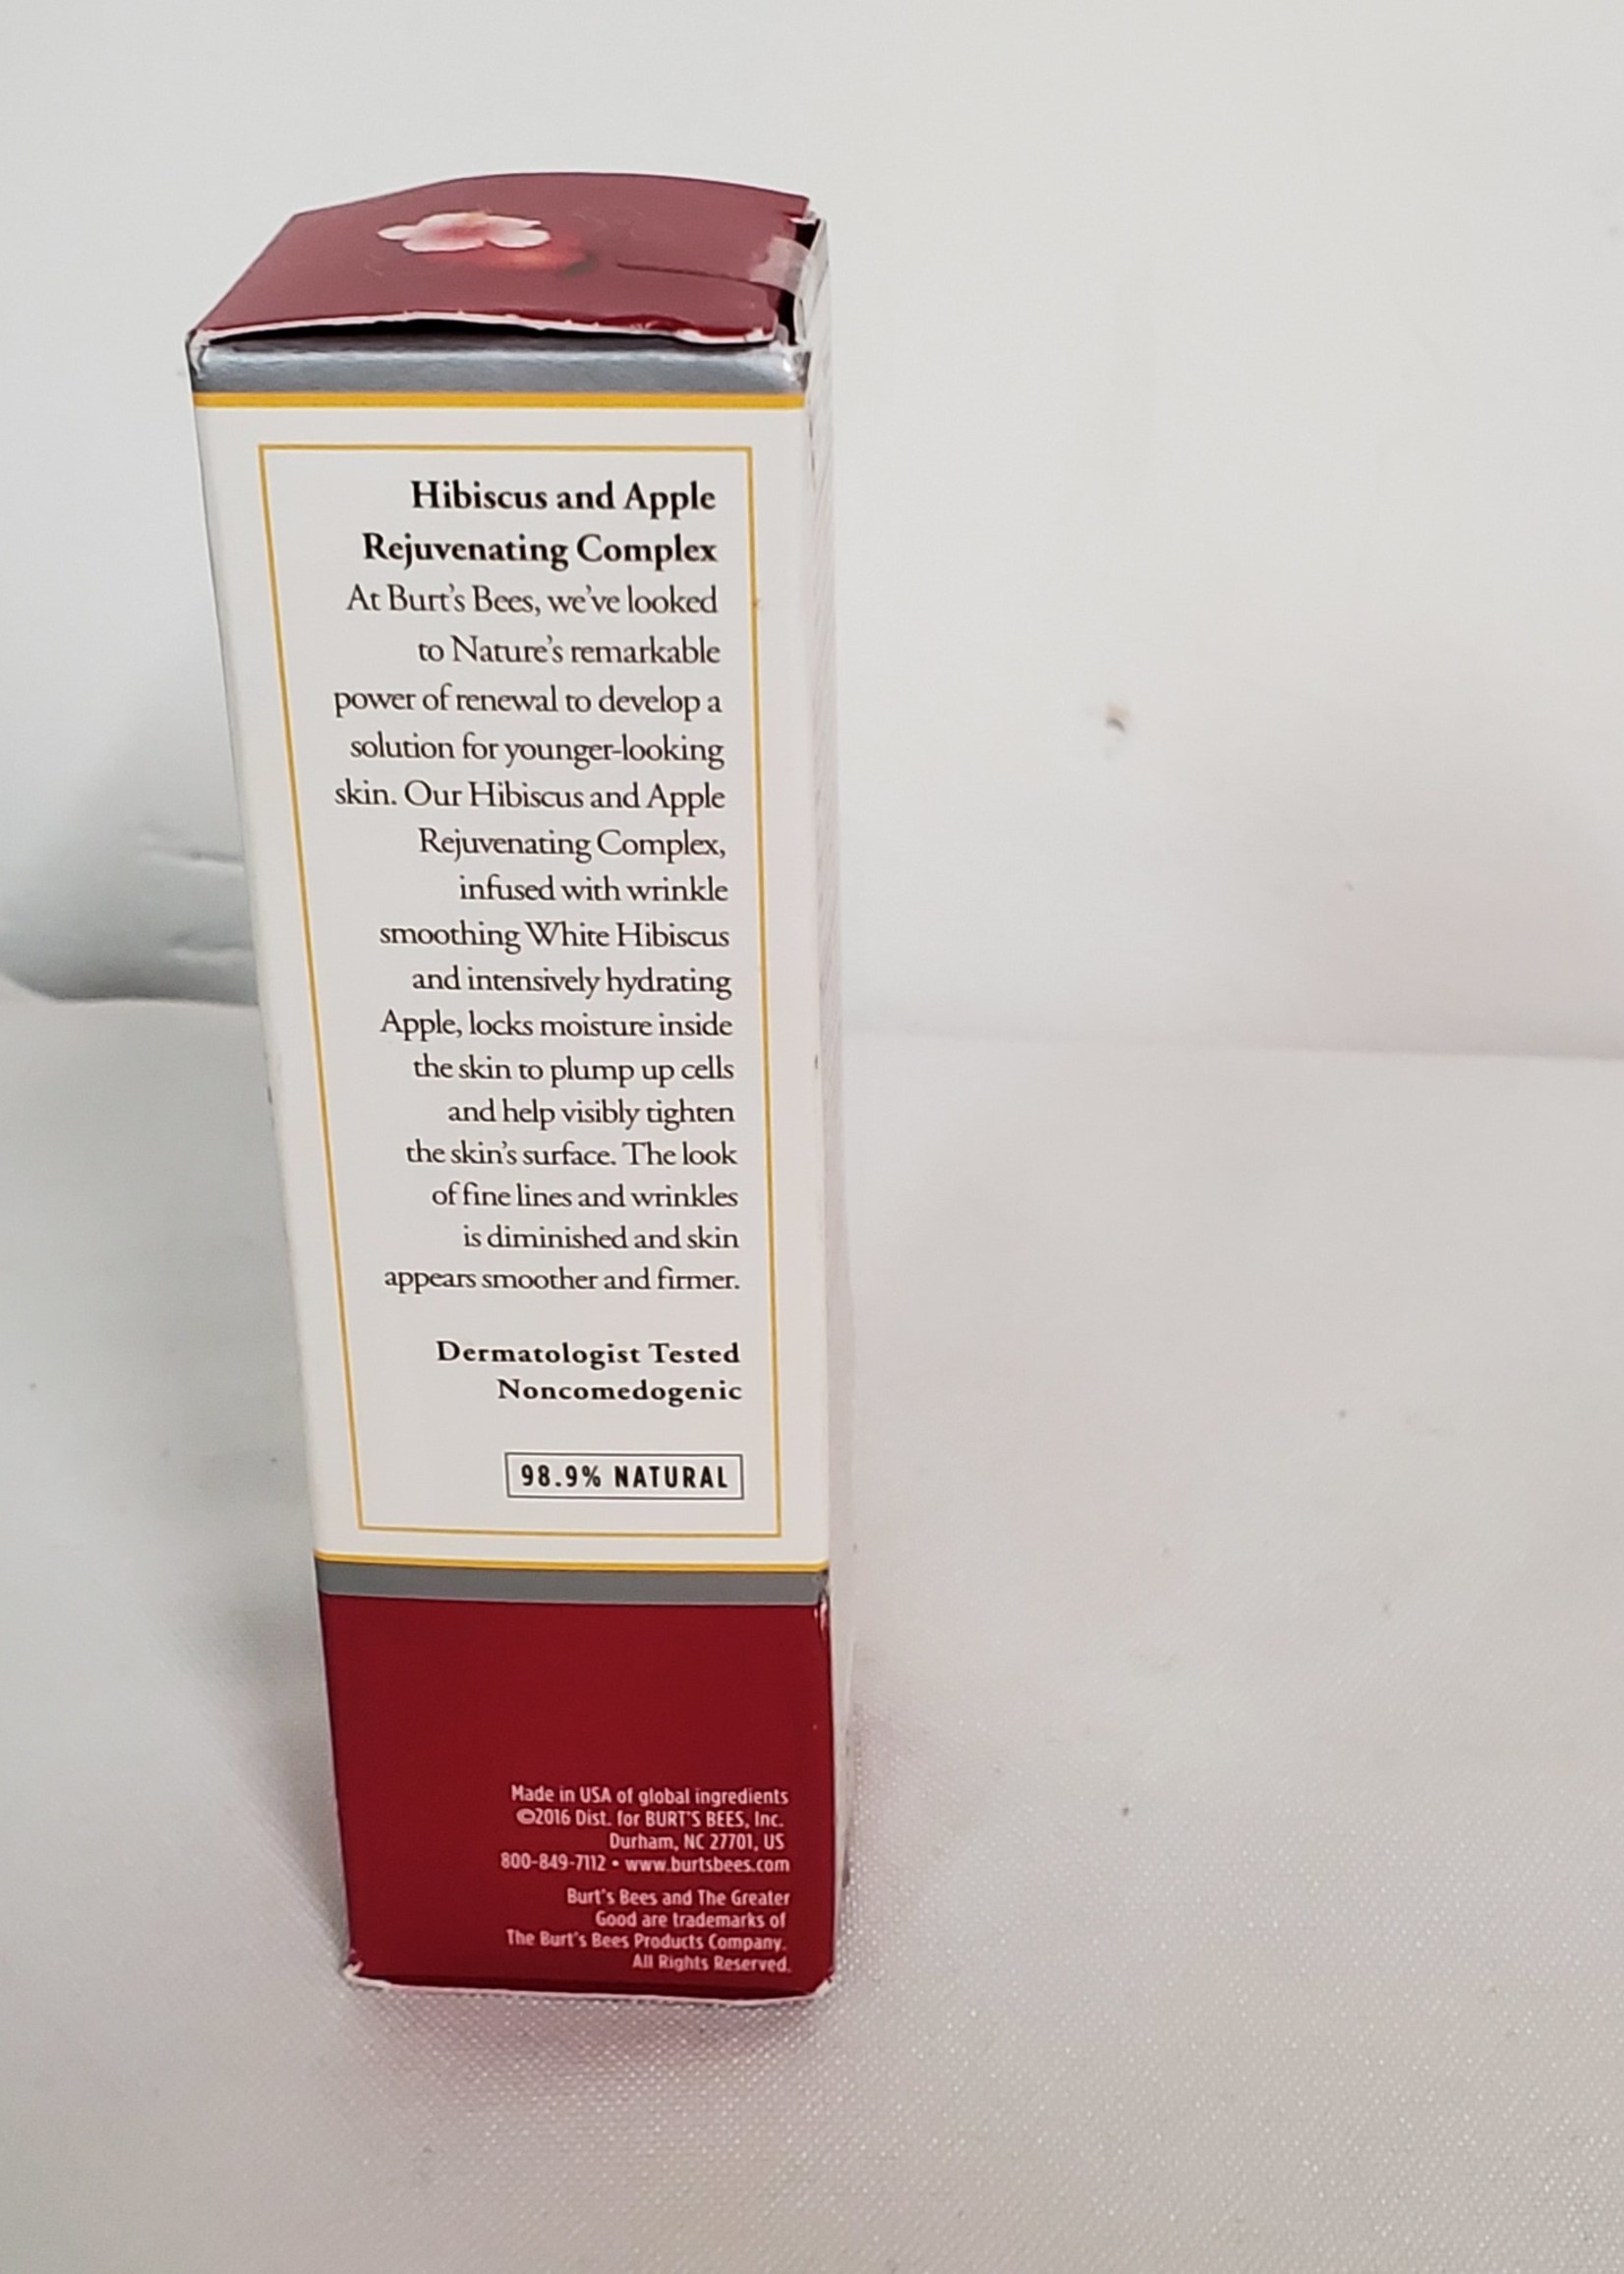 Hibiscus and Apple
Rejuvenating Complex
At Burt's Bees, we've looked
to Nature's remarkable
power of renewal to develop a
solution for younger-looking
skin. Our Hibiscus and Apple
Rejuvenating Complex,
infused with wrinkle
smoothing White Hibiscus
and intensively hydrating
Apple, locks moisture inside
the skin to plump up cells
and help visibly tighten
the skin's surface. The look
of fine lines and wrinkles
is diminished and skin
appears smoother and firmer.
Dermatologist Tested
Noncomedogenic
98.9% NATURAL
Made in USA of global ingredients
©2016 Dist. for BURT'S BEES, Inc.
Durham, NC 27701, US
800-849-7112 • www.burtsbees.com
Burt's Bees and The Greater
Good are trademarks of
The Burt's Bees Products Company.
All Rights Reserved.